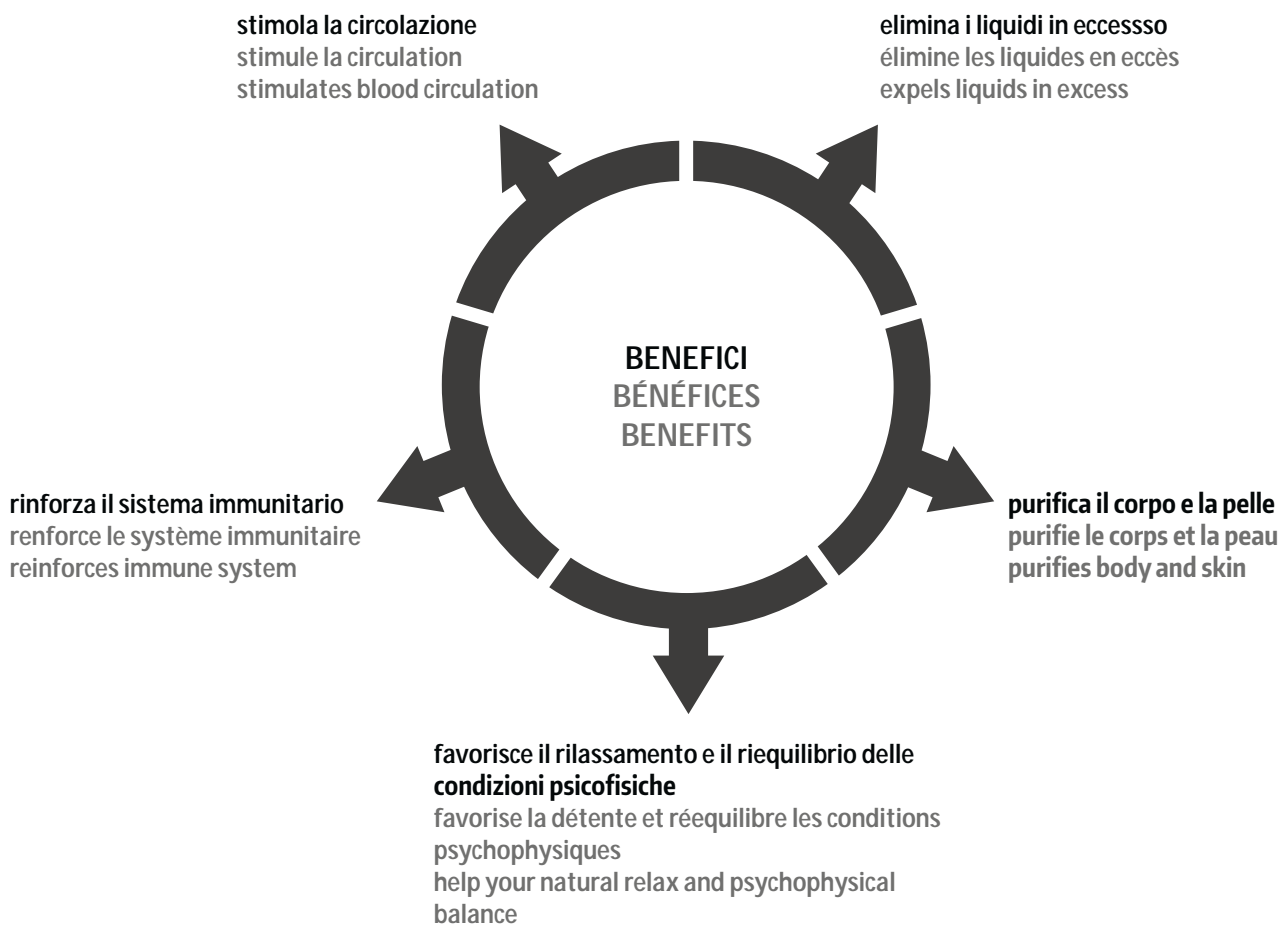 stimola la circolazione
stimule la circulation
stimulates blood circulation
elimina i liquidi in eccessso
élimine les liquides en eccès
expels liquids in excess
BENEFICI
BÉNÉFICES
BENEFITS
rinforza il sistema immunitario
renforce le système immunitaire
reinforces immune system
purifica il corpo e la pelle
purifie le corps et la peau
purifies body and skin
favorisce il rilassamento e il riequilibrio delle
condizioni psicofisiche
favorise la détente et réequilibre les conditions
psychophysiques
help your natural relax and psychophysical
balance